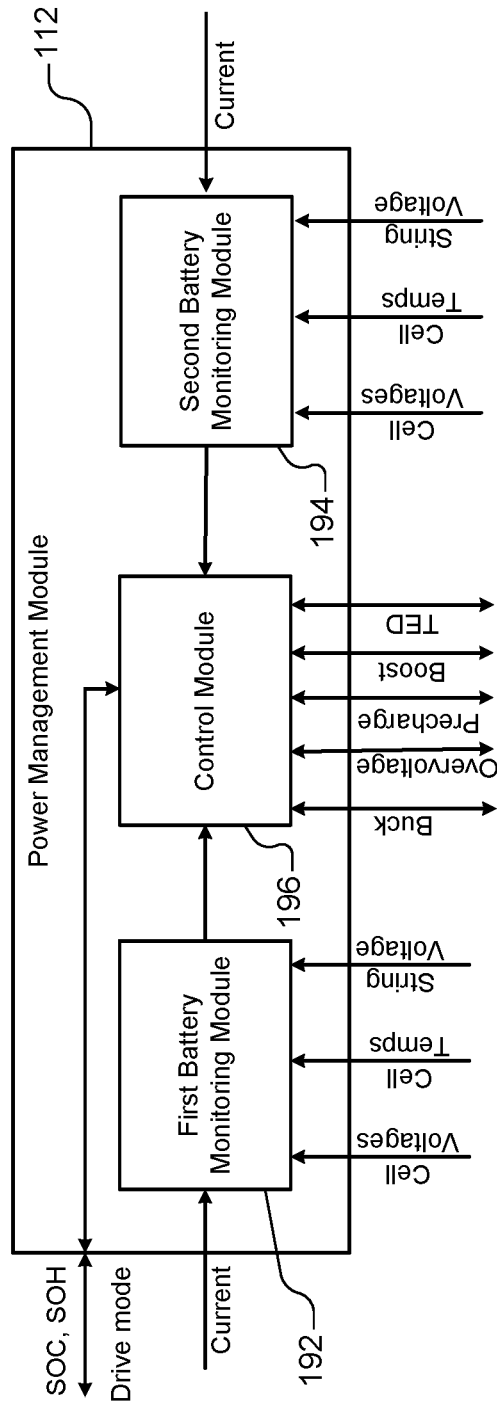 112
Power Management Module
SOC, SOH
Drive mode
Current
First Battery
Monitoring Module
192
Cell
Voltages
Cell
Temps
String
Voltage
Control Module
196
Buck
Overvoltage
Precharge
Boost
TED
Second Battery
Monitoring Module
194
Cell
Voltages
Cell
Temps
String
Voltage
Current